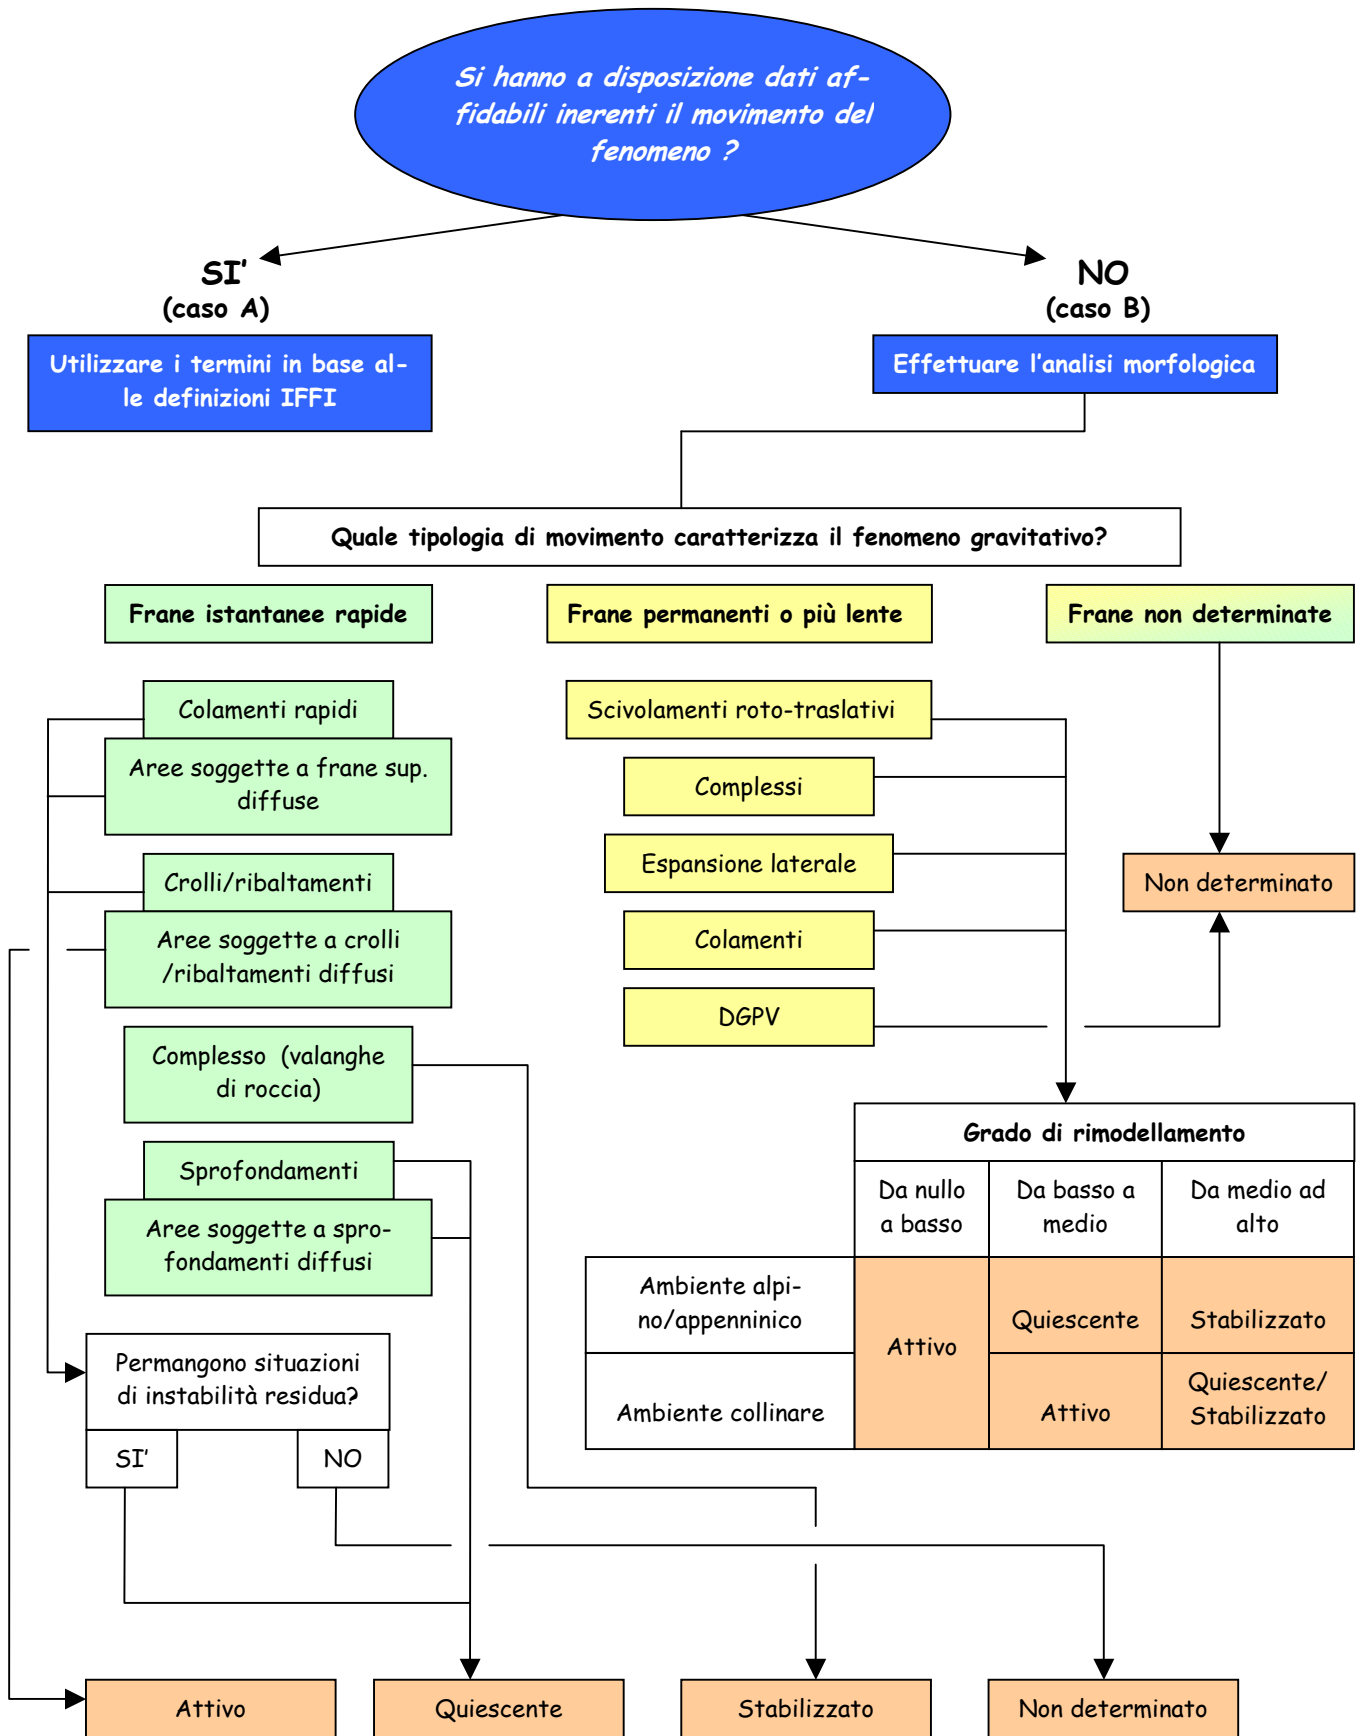 Si hanno a disposizione dati af-
fidabili inerenti il movimento del
fenomeno ?
SI'
(caso A)
NO
(caso B)
Utilizzare i termini in base al-
le definizioni IFFI
Effettuare l'analisi morfologica
Quale tipologia di movimento caratterizza il fenomeno gravitativo?
Frane istantanee rapide
Frane permanenti o più lente
Frane non determinate
Colamenti rapidi
Aree soggette a frane sup.
diffuse
Crolli/ribaltamenti
Aree soggette a crolli
/ribaltamenti diffusi
Complesso (valanghe
di roccia)
Sprofondamenti
Aree soggette a spro-
fondamenti diffusi
Scivolamenti roto-traslativi
Complessi
Espansione laterale
Colamenti
DGPV
Non determinato
Grado di rimodellamento
Da nullo
a basso
Da basso a
medio
Da medio ad
alto
Ambiente alpi-
no/appenninico
Attivo
Quiescente
Stabilizzato
Ambiente collinare
Attivo
Quiescente/
Stabilizzato
Permangono situazioni
di instabilità residua?
SI'
NO
Attivo
Quiescente
Stabilizzato
Non determinato